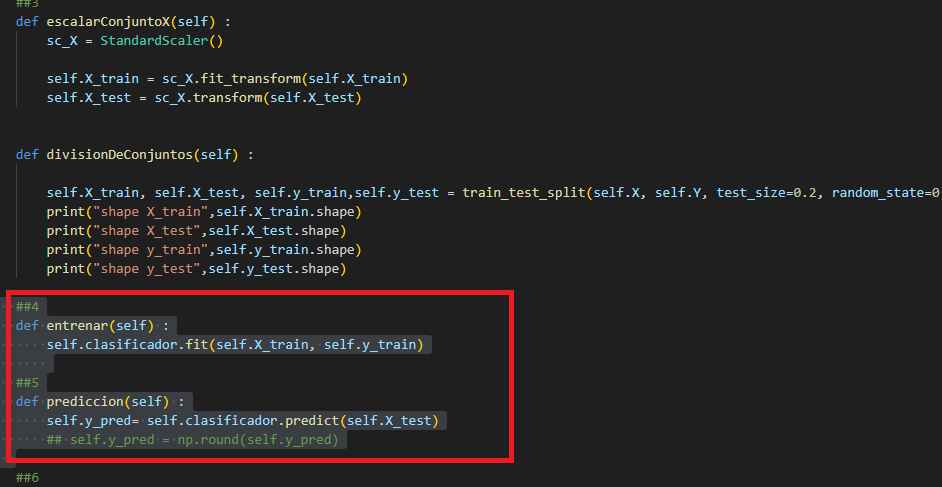 ##3
def escalarConjuntoX(self) :
sc_X = StandardScaler()
self.X_train = sc_X.fit_transform(self.X_train)
self.X_test = sc_X.transform(self.X_test)
def divisionDeConjuntos(self) :
self.X_train, self.X_test, self.y_train,self.y_test = train_test_split(self.X, self.Y, test_size=0.2, random_state=0
print("shape X_train",self.X_train.shape)
print("shape X_test",self.X_test.shape)
print("shape y_train",self.y_train.shape)
print("shape y_test",self.y_test.shape)
##4
def entrenar(self) :
self.clasificador.fit(self.X_train, self.y_train)
##5
def prediccion(self) :
self.y_pred= self.clasificador.predict(self.X_test)
## self.y_pred = np.round(self.y_pred)
##6